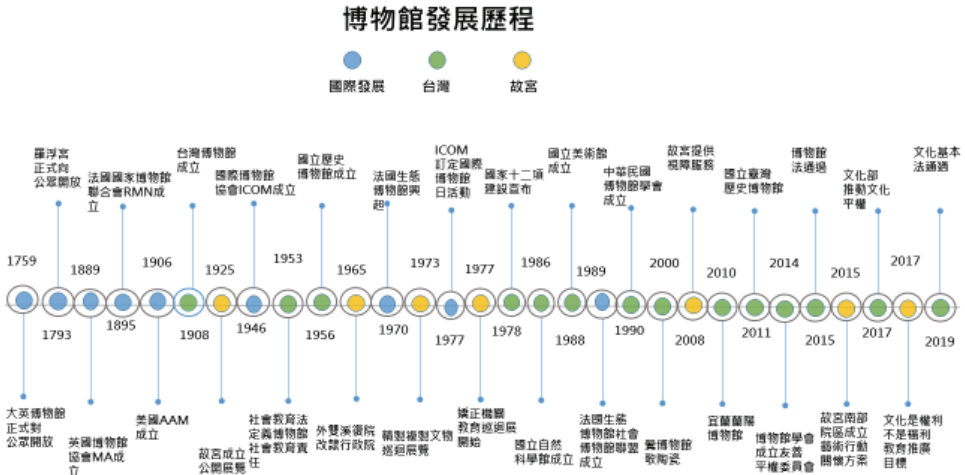 博物館發展歷程
國際發展
台灣
故宮
羅浮宮
正式向
公眾開放
法國國家博物館
聯合會RMN成
立
台灣博物館
成立
國際博物館
協會ICOM成立
國立歷史
博物館成立
法國生態
博物館興
起
ICOM
訂定國際
博物館
日活動
國家十二項
建設宣布
國立美術館
成立
中華民國
博物館學會
成立
故宮提供
視障服務
國立臺灣
歷史博物館
博物館
法通過
文化部
推動文化
平權
文化基本
法通過
1759
1889
1906
1925
1953
1965
1973
1977
1986
1989
2000
2010
2014
2015
2017
1793
1895
1908
1946
1956
1970
1977
1978
1988
1990
2008
2011
2015
2017
2019
大英博物館
正式對
公眾開放
英國博物館
協會MA成
立
美國AAM
成立
故宮成立
公開展覽
社會教育法
定義博物館
社會教育責
任
外雙溪復院
改隸行政院
精製複製文物
巡迴展覽
矯正機關
教育巡迴展
開始
國立自然
科學館成立
法國生態
博物館社會
博物館聯盟
成立
鶯博物館
歌陶瓷
宜蘭蘭陽
博物館
博物館學會
成立友善
平權委員會
故宮南部
院區成立
藝術行動
關懷方案
文化是權利
不是福利
教育推廣
目標